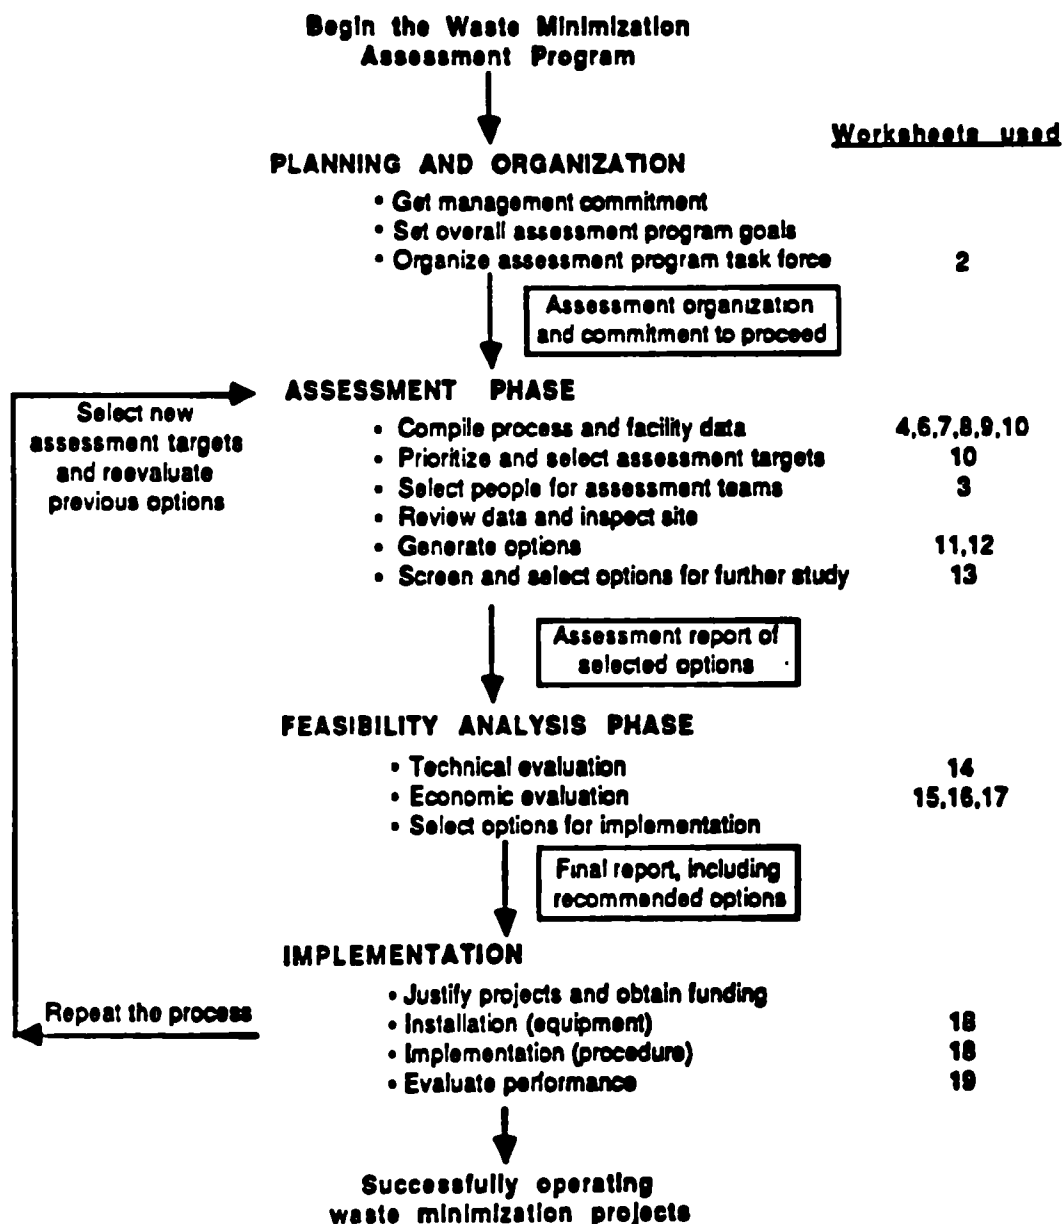 Begin the Waste Minimization
Assessment Program
Worksheets used
PLANNING AND ORGANIZATION
• Get management commitment
• Set overall assessment program goals
• Organize assessment program task force 2
Assessment organization
and commitment to proceed
ASSESSMENT PHASE
Select new
assessment targets
and reevaluate
previous options
• Compile process and facility data 4,6,7,8,9,10
• Prioritize and select assessment targets 10
• Select people for assessment teams 3
• Review data and inspect site
• Generate options 11,12
• Screen and select options for further study 13
Assessment report of
selected options
FEASIBILITY ANALYSIS PHASE
• Technical evaluation 14
• Economic evaluation 15,16,17
• Select options for implementation
Final report, including
recommended options
IMPLEMENTATION
• Justify projects and obtain funding
Repeat the process
• Installation (equipment) 18
• Implementation (procedure) 18
• Evaluate performance 19
Successfully operating
waste minimization projects